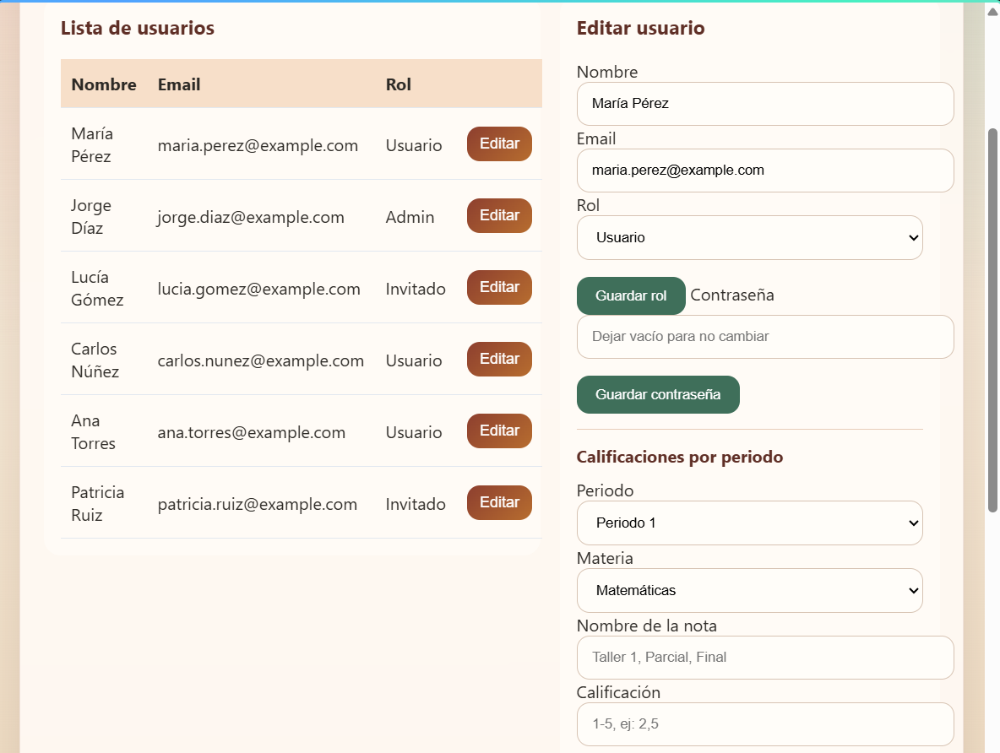 Lista de usuarios
Nombre Email Rol
María
Pérez
maria.perez@example.com Usuario Editar
Jorge
Díaz
jorge.diaz@example.com Admin Editar
Lucía
Gómez
lucia.gomez@example.com Invitado Editar
Carlos
Núñez
carlos.nunez@example.com Usuario Editar
Ana
Torres
ana.torres@example.com Usuario Editar
Patricia
Ruiz
patricia.ruiz@example.com Invitado Editar
Editar usuario
Nombre
María Pérez
Email
maria.perez@example.com
Rol
Usuario
Guardar rol Contraseña
Dejar vacío para no cambiar
Guardar contraseña
Calificaciones por periodo
Periodo
Periodo 1
Materia
Matemáticas
Nombre de la nota
Taller 1, Parcial, Final
Calificación
1-5, ej: 2,5